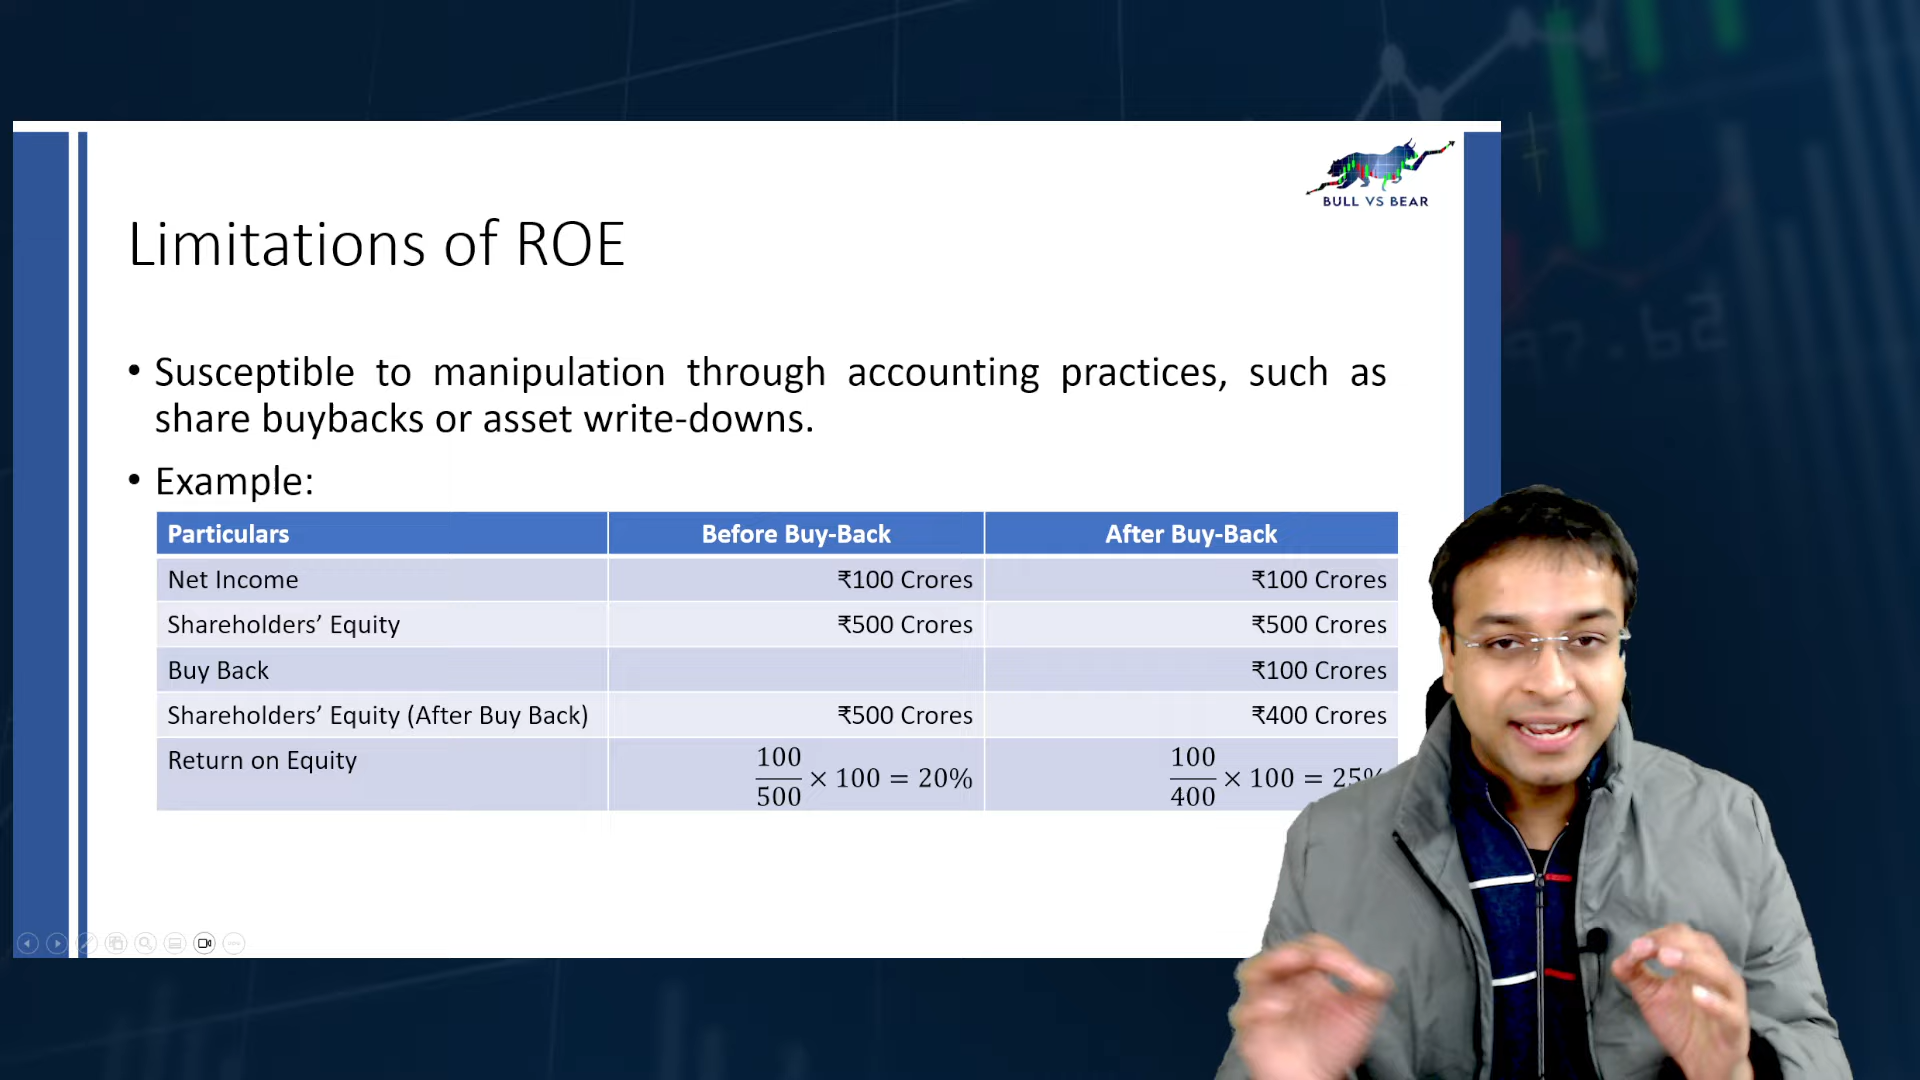 BULL VS BEAR
Limitations of ROE
• Susceptible to manipulation through accounting practices, such as
share buybacks or asset write-downs.
• Example:
Particulars Before Buy-Back After Buy-Back
Net Income ₹100 Crores ₹100 Crores
Shareholders’ Equity ₹500 Crores ₹500 Crores
Buy Back ₹100 Crores
Shareholders’ Equity (After Buy Back) ₹500 Crores ₹400 Crores
Return on Equity 100/500 × 100 = 20% 100/400 × 100 = 25%
97.62